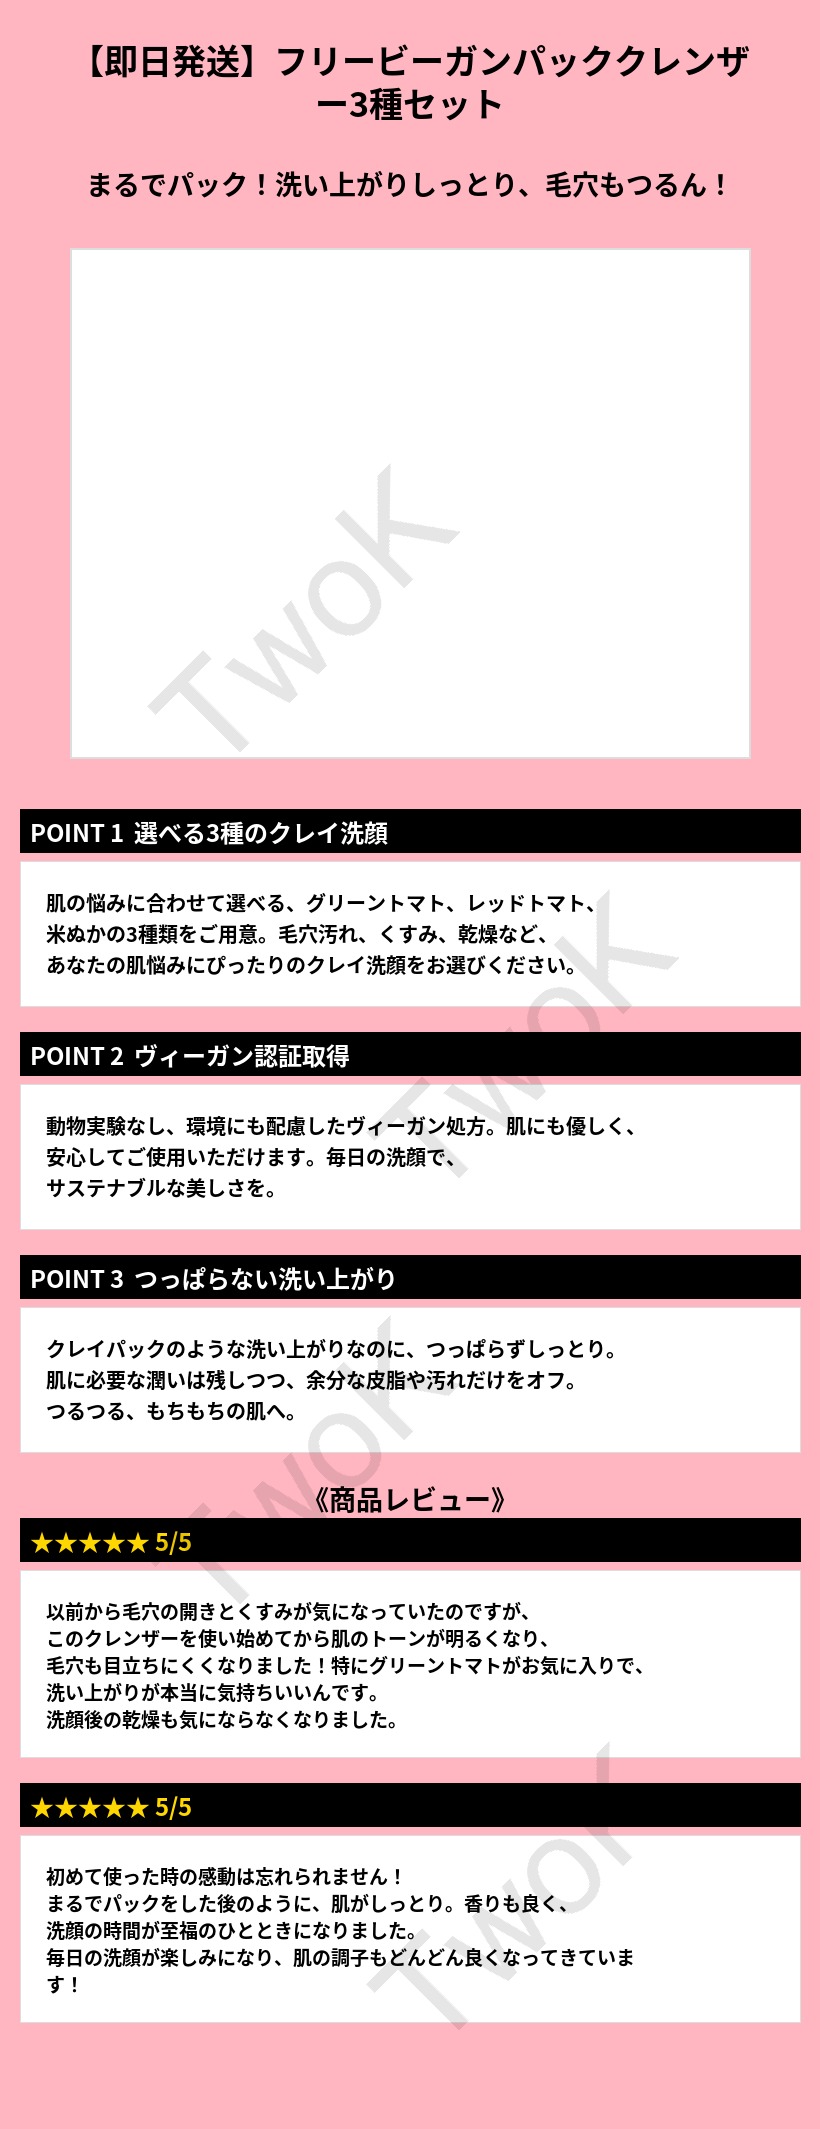 【即日発送】フリービーガンパッククレンザ
ー3種セット
まるでパック！洗い上がりしっとり、毛穴もつるん！
TwoK
POINT 1 選べる3種のクレイ洗顔
肌の悩みに合わせて選べる、グリーントマト、レッドトマト、
米ぬかの3種類をご用意。毛穴汚れ、くすみ、乾燥など、
あなたの肌悩みにぴったりのクレイ洗顔をお選びください。
TwoK
POINT 2 ヴィーガン認証取得
動物実験なし、環境にも配慮したヴィーガン処方。肌にも優しく、
安心してご使用いただけます。毎日の洗顔で、
サステナブルな美しさを。
POINT 3 つっぱらない洗い上がり
クレイパックのような洗い上がりなのに、つっぱらずしっとり。
肌に必要な潤いは残しつつ、余分な皮脂や汚れだけをオフ。
つるつる、もちもちの肌へ。
TwoK
《商品レビュー》
★★★★★ 5/5
以前から毛穴の開きとくすみが気になっていたのですが、
このクレンザーを使い始めてから肌のトーンが明るくなり、
毛穴も目立ちにくくなりました！特にグリーントマトがお気に入りで、
洗い上がりが本当に気持ちいいんです。
洗顔後の乾燥も気にならなくなりました。
★★★★★ 5/5
初めて使った時の感動は忘れられません！
まるでパックをした後のように、肌がしっとり。香りも良く、
洗顔の時間が至福のひとときになりました。
毎日の洗顔が楽しみになり、肌の調子もどんどん良くなってきていま
す！
TwoK